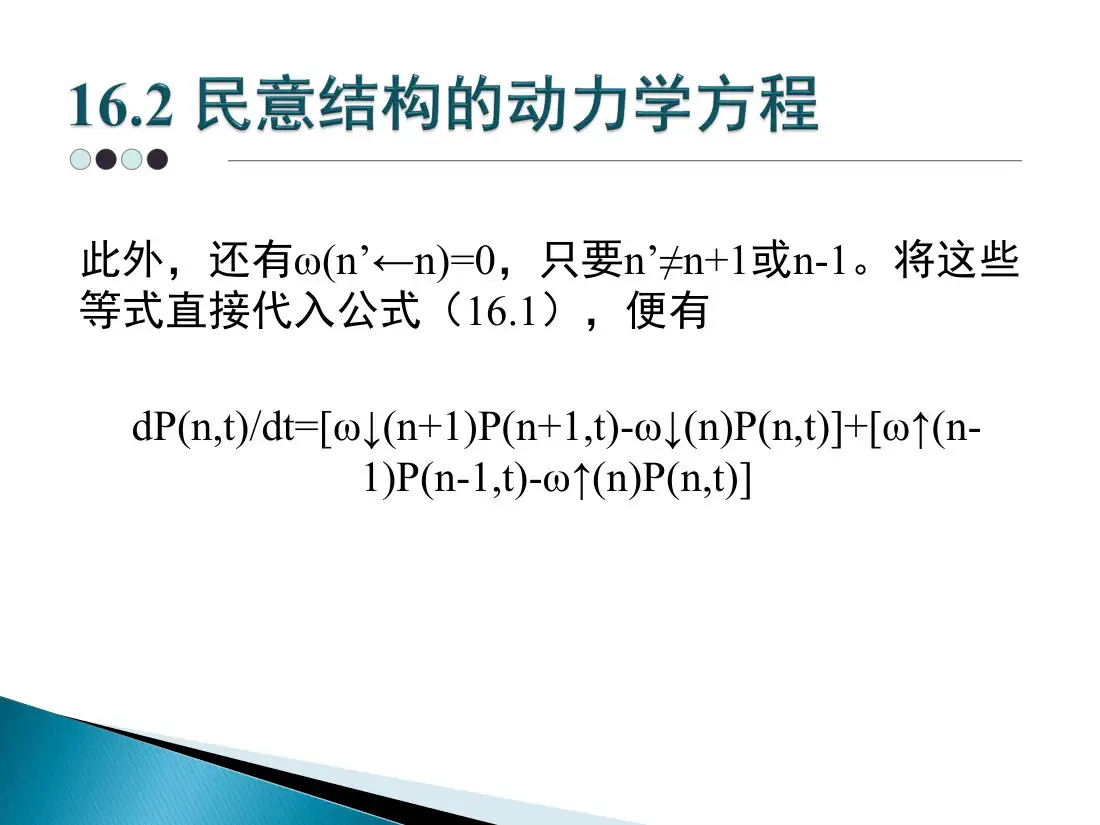 16.2 民意结构的动力学方程
此外，还有ω(n’←n)=0，只要n’≠n+1或n-1。将这些
等式直接代入公式（16.1），便有
dP(n,t)/dt=[ω↓(n+1)P(n+1,t)-ω↓(n)P(n,t)]+[ω↑(n-
1)P(n-1,t)-ω↑(n)P(n,t)]